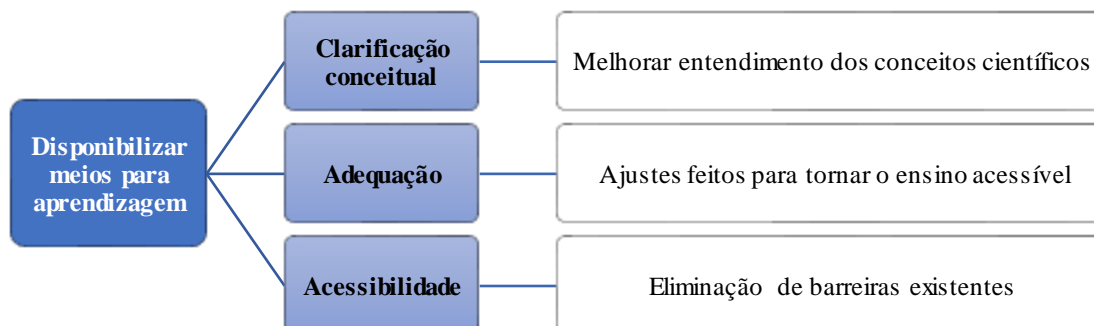 Disponibilizar
meios para
aprendizagem
Clarificação
conceitual
Melhorar entendimento dos conceitos científicos
Adequação
Ajustes feitos para tornar o ensino acessível
Acessibilidade
Eliminação de barreiras existentes